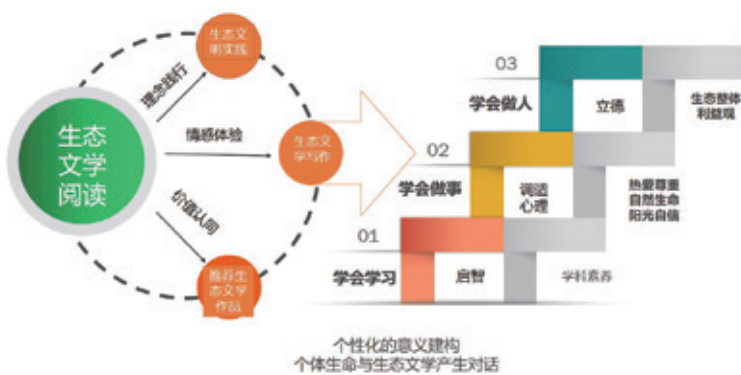 生态
文学
阅读
理念践行
情感体验
价值认同
生态文
明实践
生态文
学写作
推荐生
态文学
作品
03
学会做人
立德
生态整体
利益观
02
学会做事
调适
心理
热爱尊重
自然生命
阳光自信
01
学会学习
启智
学科素养
个性化的意义建构
个体生命与生态文学产生对话